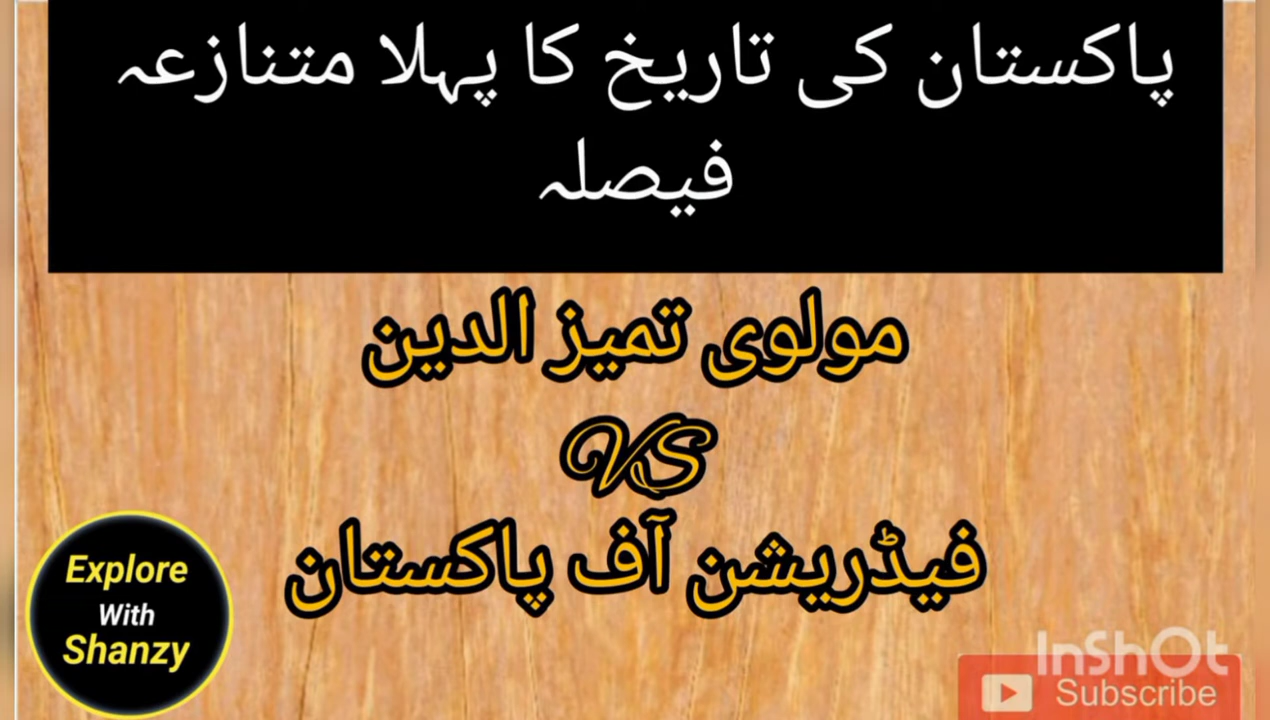 پاکستان کی تاریخ کا پہلا متنازعہ
فیصلہ
مولوی تمیز الدین
VS
فیڈریشن آف پاکستان
Explore
With
Shanzy
InShOt
Subscribe